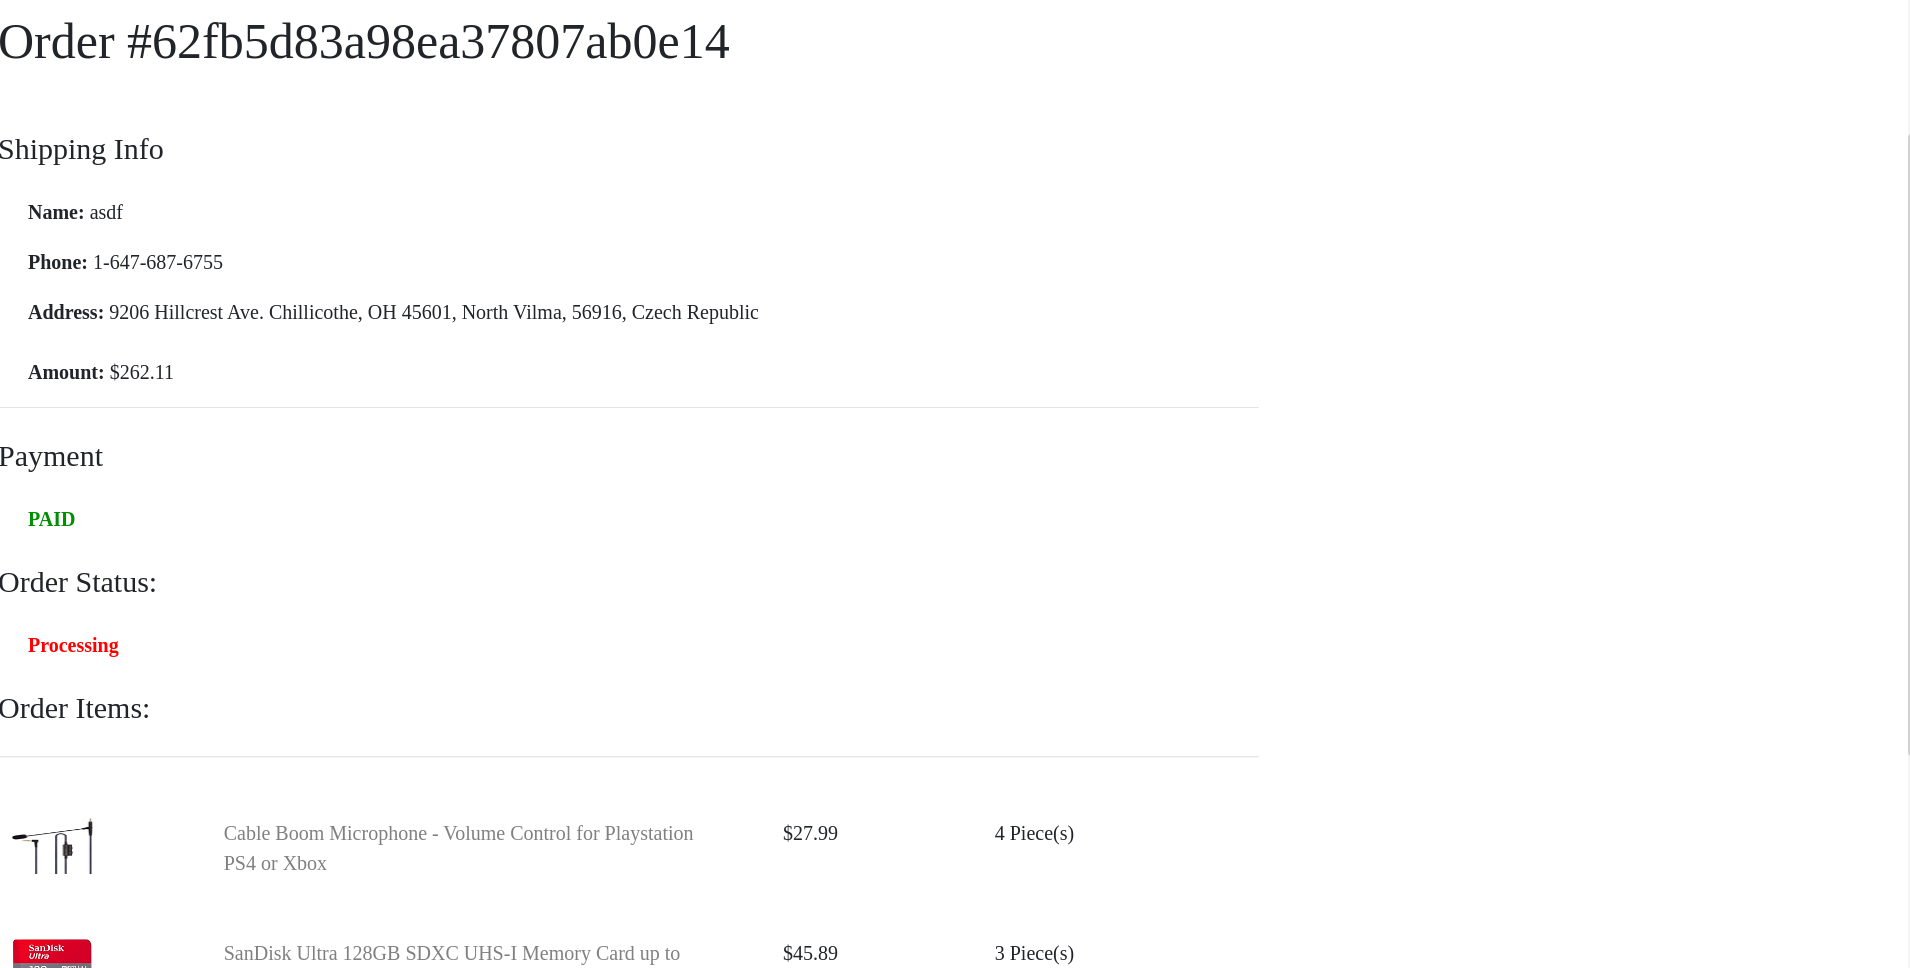 Order #62fb5d83a98ea37807ab0e14
Shipping Info
Name: asdf
Phone: 1-647-687-6755
Address: 9206 Hillcrest Ave. Chillicothe, OH 45601, North Vilma, 56916, Czech Republic
Amount: $262.11
Payment
PAID
Order Status:
Processing
Order Items:
Cable Boom Microphone - Volume Control for Playstation $27.99 4 Piece(s)
PS4 or Xbox
SanDisk
Ultra
SanDisk Ultra 128GB SDXC UHS-I Memory Card up to $45.89 3 Piece(s)